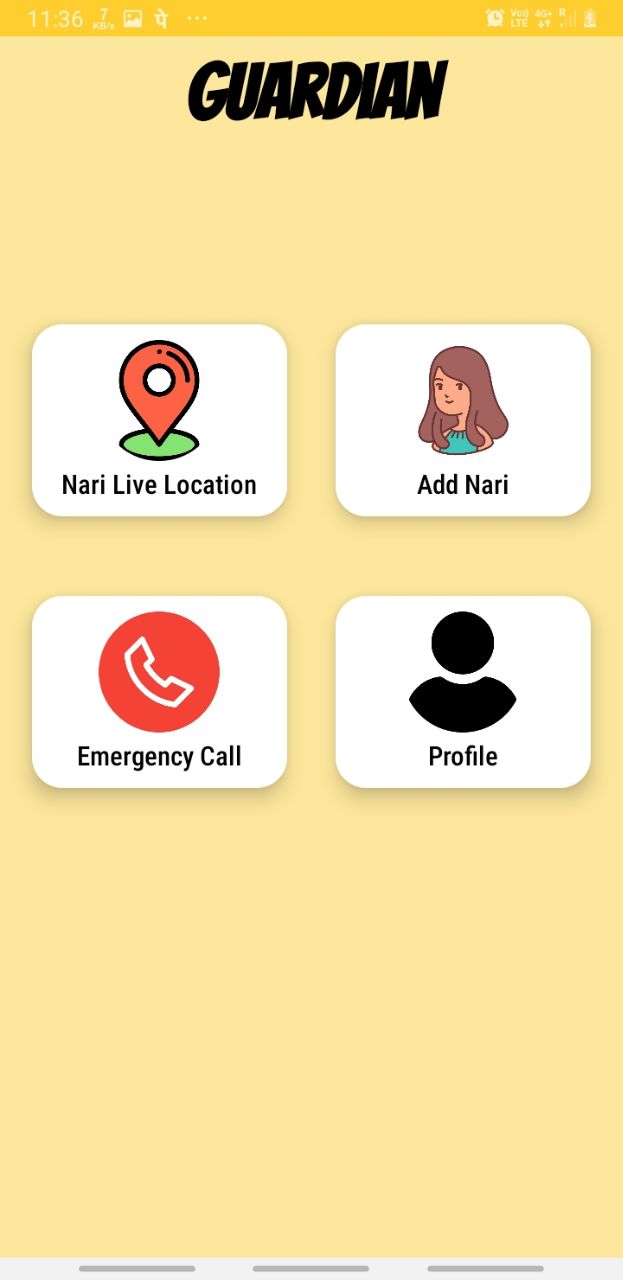 11:36 7 KB/s पे ... Vo) LTE 4G+ R
GUARDIAN
Nari Live Location
Add Nari
Emergency Call
Profile